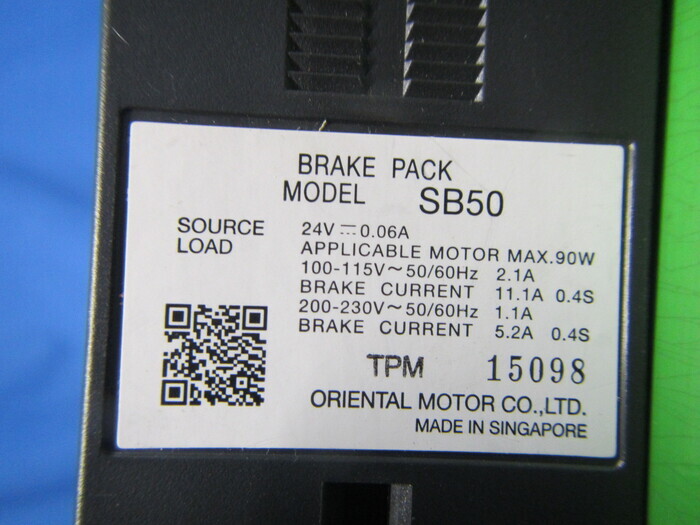 BRAKE PACK
MODEL SB50
SOURCE 24V⎓0.06A
LOAD APPLICABLE MOTOR MAX.90W
100-115V~50/60Hz 2.1A
BRAKE CURRENT 11.1A 0.4S
200-230V~50/60Hz 1.1A
BRAKE CURRENT 5.2A 0.4S
TPM 15098
ORIENTAL MOTOR CO.,LTD.
MADE IN SINGAPORE